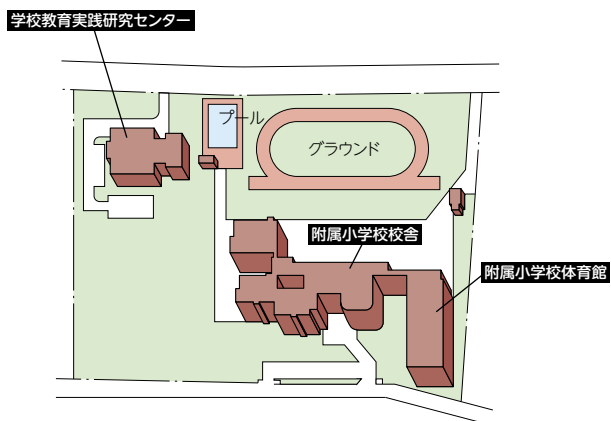 学校教育実践研究センター
プール
グラウンド
附属小学校校舎
附属小学校体育館